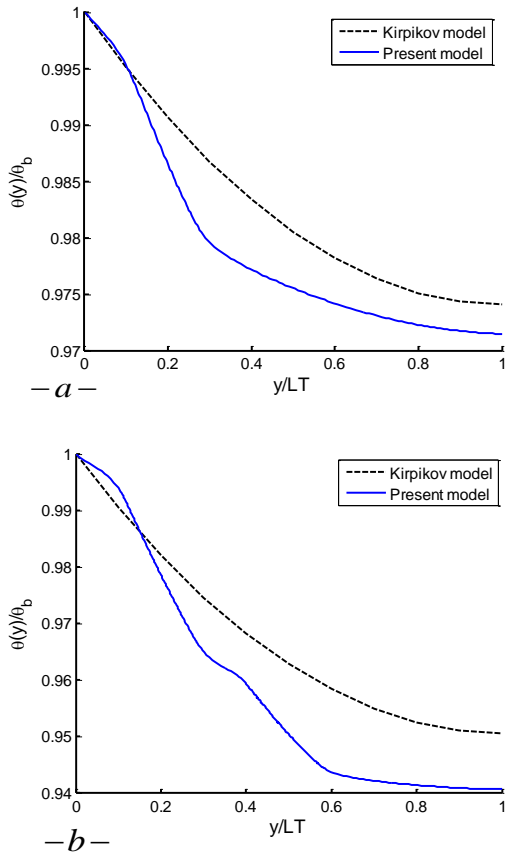 1
0.995
0.99
0.985
0.98
0.975
0.97
θ(y)/θb
Kirpikov model
Present model
0
0.2
0.4
0.6
0.8
1
y/LT
−a−
1
0.99
0.98
0.97
0.96
0.95
0.94
θ(y)/θb
Kirpikov model
Present model
0
0.2
0.4
0.6
0.8
1
y/LT
−b−